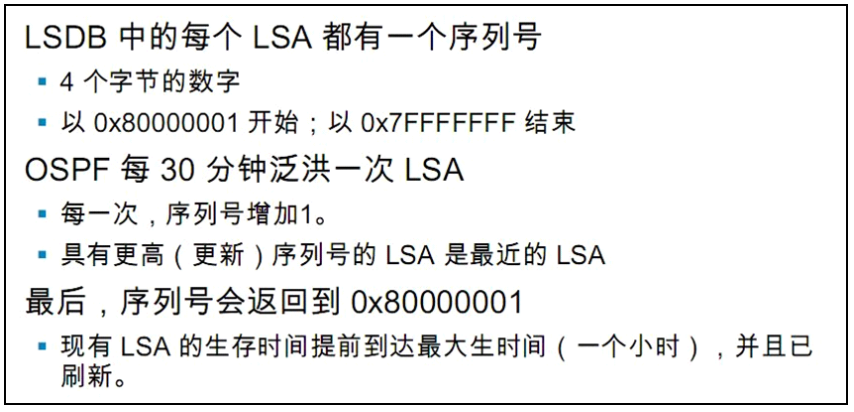 LSDB 中的每个 LSA 都有一个序列号
▪ 4 个字节的数字
▪ 以 0x80000001 开始；以 0x7FFFFFFF 结束
OSPF 每 30 分钟泛洪一次 LSA
▪ 每一次，序列号增加1。
▪ 具有更高（更新）序列号的 LSA 是最近的 LSA
最后，序列号会返回到 0x80000001
▪ 现有 LSA 的生存时间提前到达最大生时间（一个小时），并且已
刷新。